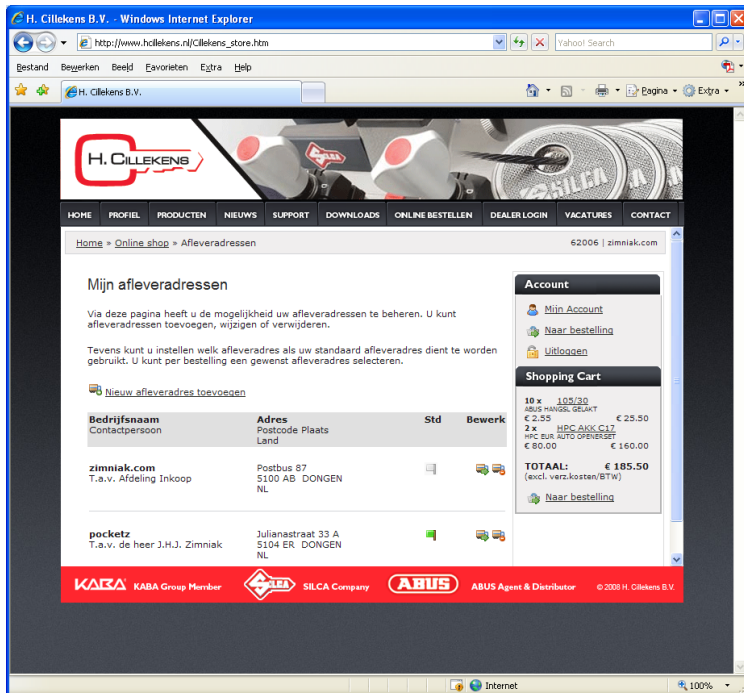 H. Cillekens B.V. - Windows Internet Explorer
http://www.hcillekens.nl/Cillekens_store.htm
Yahoo! Search
Bestand Bewerken Beeld Favorieten Extra Help
H. Cillekens B.V.
Pagina Extra
H. CILLEKENS
SILCA
SILCA
HOME PROFIEL PRODUCTEN NIEUWS SUPPORT DOWNLOADS ONLINE BESTELLEN DEALER LOGIN VACATURES CONTACT
Home » Online shop » Afleveradressen
62006 | zimniak.com
Mijn afleveradressen
Via deze pagina heeft u de mogelijkheid uw afleveradressen te beheren. U kunt
afleveradressen toevoegen, wijzigen of verwijderen.
Tevens kunt u instellen welk afleveradres als uw standaard afleveradres dient te worden
gebruikt. U kunt per bestelling een gewenst afleveradres selecteren.
Nieuw afleveradres toevoegen
Bedrijfsnaam Adres Std Bewerk
Contactpersoon Postcode Plaats
Land
zimniak.com Postbus 87
T.a.v. Afdeling Inkoop 5100 AB DONGEN
NL
pocketz Julianastraat 33 A
T.a.v. de heer J.H.J. Zimniak 5104 ER DONGEN
NL
Account
Mijn Account
Naar bestelling
Uitloggen
Shopping Cart
10 x 105/30
ABUS HANGSL GELAKT
€ 2.55 € 25.50
2 x HPC AKK C17
HPC EUR AUTO OPENERSET
€ 80.00 € 160.00
TOTAAL: € 185.50
(excl. verz.kosten/BTW)
Naar bestelling
KABA KABA Group Member SILCA SILCA Company ABUS ABUS Agent & Distributor © 2008 H. Cillekens B.V.
Internet 100%